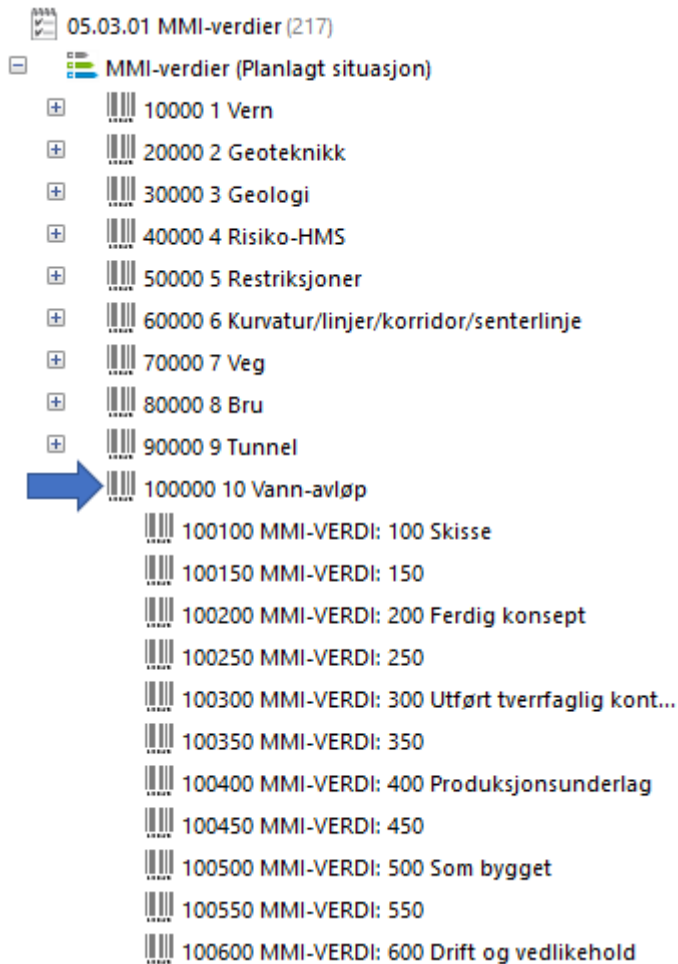 05.03.01 MMI-verdier (217)
MMI-verdier (Planlagt situasjon)
10000 1 Vern
20000 2 Geoteknikk
30000 3 Geologi
40000 4 Risiko-HMS
50000 5 Restriksjoner
60000 6 Kurvatur/linjer/korridor/senterlinje
70000 7 Veg
80000 8 Bru
90000 9 Tunnel
100000 10 Vann-avløp
100100 MMI-VERDI: 100 Skisse
100150 MMI-VERDI: 150
100200 MMI-VERDI: 200 Ferdig konsept
100250 MMI-VERDI: 250
100300 MMI-VERDI: 300 Utført tverrfaglig kont...
100350 MMI-VERDI: 350
100400 MMI-VERDI: 400 Produksjonsunderlag
100450 MMI-VERDI: 450
100500 MMI-VERDI: 500 Som bygget
100550 MMI-VERDI: 550
100600 MMI-VERDI: 600 Drift og vedlikehold